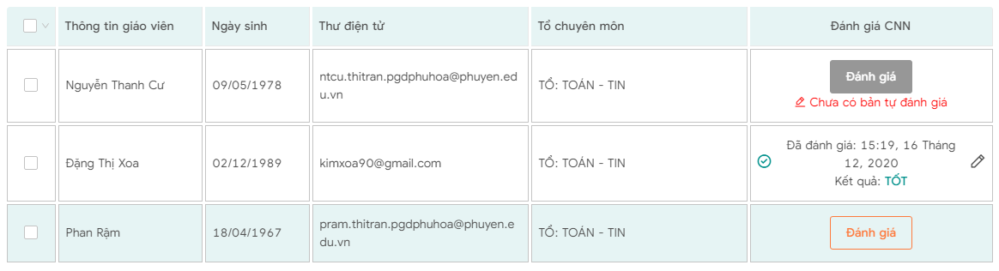 Thông tin giáo viên Ngày sinh Thư điện tử Tổ chuyên môn Đánh giá CNN
Nguyễn Thanh Cư 09/05/1978 ntcu.thitran.pgdphuhoa@phuyen.ed
u.vn TỔ: TOÁN - TIN Đánh giá
Chưa có bản tự đánh giá
Đặng Thị Xoa 02/12/1989 kimxoa90@gmail.com TỔ: TOÁN - TIN Đã đánh giá: 15:19, 16 Tháng
12, 2020
Kết quả: TỐT
Phan Rậm 18/04/1967 pram.thitran.pgdphuhoa@phuyen.e
du.vn TỔ: TOÁN - TIN Đánh giá